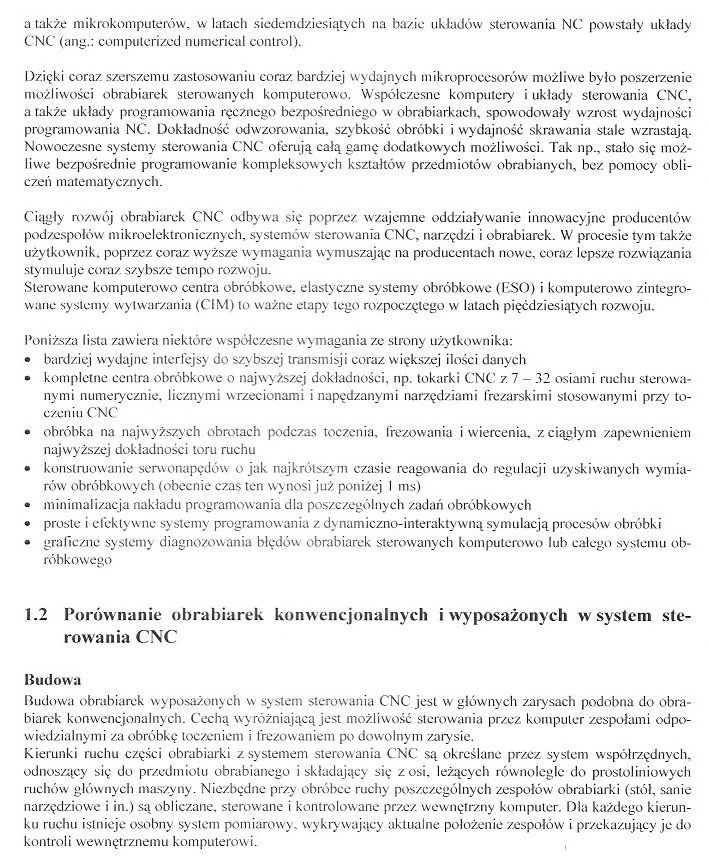 a także mikrokomputerów, w latach siedemdziesiątych na bazie układów sterowania NC powstały układy
CNC (ang.: computerized numerical control).
Dzięki coraz szerszemu zastosowaniu coraz bardziej wydajnych mikroprocesorów możliwe było poszerzenie
możliwości obrabiarek sterowanych komputerowo. Współczesne komputery i układy sterowania CNC,
a także układy programowania ręcznego bezpośredniego w obrabiarkach, spowodowały wzrost wydajności
programowania NC. Dokładność odwzorowania, szybkość obróbki i wydajność skrawania stale wzrastają.
Nowoczesne systemy sterowania CNC oferują całą gamę dodatkowych możliwości. Tak np., stało się moż-
liwe bezpośrednie programowanie kompleksowych kształtów przedmiotów obrabianych, bez pomocy obli-
czeń matematycznych.
Ciągły rozwój obrabiarek CNC odbywa się poprzez wzajemne oddziaływanie innowacyjne producentów
podzespołów mikroelektronicznych, systemów sterowania CNC, narzędzi i obrabiarek. W procesie tym także
użytkownik, poprzez coraz wyższe wymagania wymuszając na producentach nowe, coraz lepsze rozwiązania
stymuluje coraz szybsze tempo rozwoju.
Sterowane komputerowo centra obróbkowe, elastyczne systemy obróbkowe (ESO) i komputerowo zintegro-
wane systemy wytwarzania (CIM) to ważne etapy tego rozpoczętego w latach pięćdziesiątych rozwoju.
Poniższa lista zawiera niektóre współczesne wymagania ze strony użytkownika:
• bardziej wydajne interfejsy do szybszej transmisji coraz większej ilości danych
• kompletne centra obróbkowe o najwyższej dokładności, np. tokarki CNC z 7 – 32 osiami ruchu sterowa-
nymi numerycznie, licznymi wrzecionami i napędzanymi narzędziami frezarskimi stosowanymi przy to-
czeniu CNC
• obróbka na najwyższych obrotach podczas toczenia, frezowania i wiercenia, z ciągłym zapewnieniem
najwyższej dokładności toru ruchu
• konstruowanie serwonapędów o jak najkrótszym czasie reagowania do regulacji uzyskiwanych wymia-
rów obróbkowych (obecnie czas ten wynosi już poniżej 1 ms)
• minimalizacja nakładu programowania dla poszczególnych zadań obróbkowych
• proste i efektywne systemy programowania z dynamiczno-interaktywną symulacją procesów obróbki
• graficzne systemy diagnozowania błędów obrabiarek sterowanych komputerowo lub całego systemu ob-
róbkowego
1.2 Porównanie obrabiarek konwencjonalnych i wyposażonych w system ste-
rowania CNC
Budowa
Budowa obrabiarek wyposażonych w system sterowania CNC jest w głównych zarysach podobna do obra-
biarek konwencjonalnych. Cechą wyróżniającą jest możliwość sterowania przez komputer zespołami odpo-
wiedzialnymi za obróbkę toczeniem i frezowaniem po dowolnym zarysie.
Kierunki ruchu części obrabiarki z systemem sterowania CNC są określane przez system współrzędnych,
odnoszący się do przedmiotu obrabianego i składający się z osi, leżących równolegle do prostoliniowych
ruchów głównych maszyny. Niezbędne przy obróbce ruchy poszczególnych zespołów obrabiarki (stół, sanie
narzędziowe i in.) są obliczane, sterowane i kontrolowane przez wewnętrzny komputer. Dla każdego kierun-
ku ruchu istnieje osobny system pomiarowy, wykrywający aktualne położenie zespołów i przekazujący je do
kontroli wewnętrznemu komputerowi.